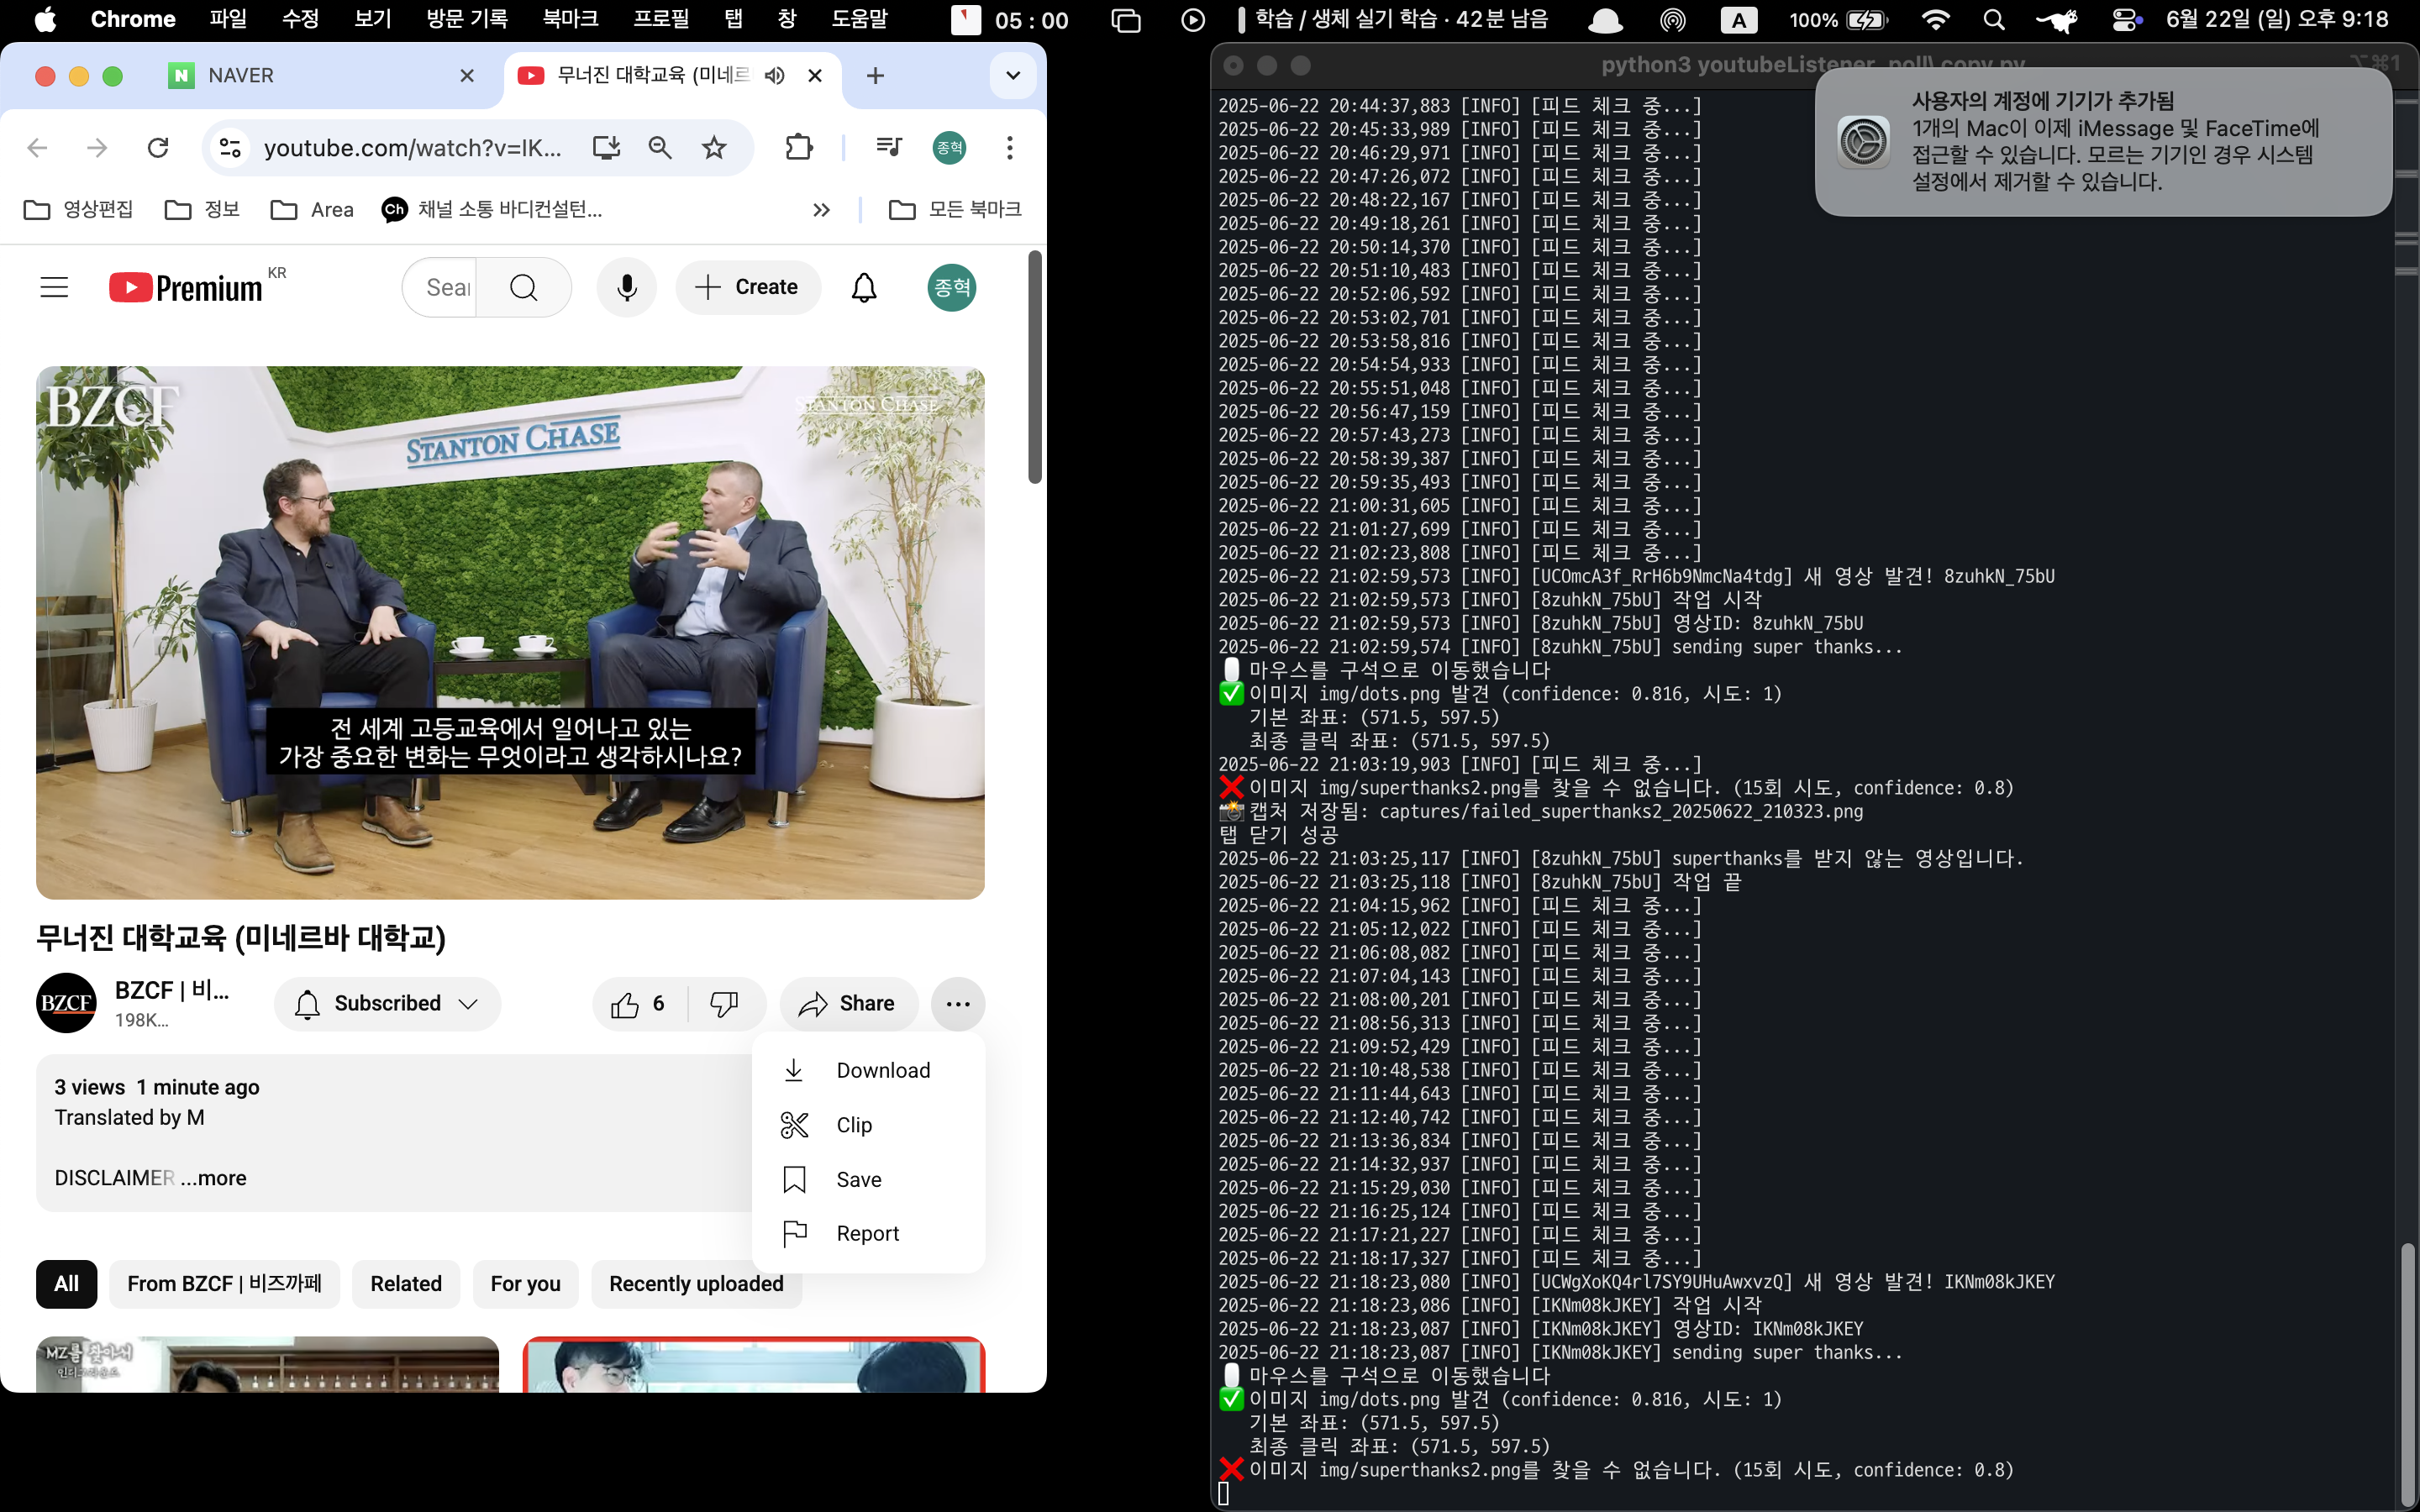 Chrome 파일 수정 보기 방문 기록 북마크 프로필 탭 창 도움말 05 : 00 학습 / 생체 실기 학습 · 42분 남음 A 100% 6월 22일 (일) 오후 9:18
N NAVER
무너진 대학교육 (미네르
youtube.com/watch?v=IK...
종혁
영상편집 정보 Area Ch 채널 소통 바디컨설턴... 모든 북마크
Premium KR
Sear
Create
종혁
BZCF
STANTON CHASE
STANTON CHASE
전 세계 고등교육에서 일어나고 있는
가장 중요한 변화는 무엇이라고 생각하시나요?
무너진 대학교육 (미네르바 대학교)
BZCF
BZCF | 비...
198K...
Subscribed
6
Share
3 views 1 minute ago
Translated by M
DISCLAIMER ...more
Download
Clip
Save
Report
All From BZCF | 비즈까페 Related For you Recently uploaded
MZ를 찾아서
인디그라운드
python3 youtubeListener_poll\ copy.py
⌥⌘1
사용자의 계정에 기기가 추가됨
1개의 Mac이 이제 iMessage 및 FaceTime에
접근할 수 있습니다. 모르는 기기인 경우 시스템
설정에서 제거할 수 있습니다.
2025-06-22 20:44:37,883 [INFO] [피드 체크 중...]
2025-06-22 20:45:33,989 [INFO] [피드 체크 중...]
2025-06-22 20:46:29,971 [INFO] [피드 체크 중...]
2025-06-22 20:47:26,072 [INFO] [피드 체크 중...]
2025-06-22 20:48:22,167 [INFO] [피드 체크 중...]
2025-06-22 20:49:18,261 [INFO] [피드 체크 중...]
2025-06-22 20:50:14,370 [INFO] [피드 체크 중...]
2025-06-22 20:51:10,483 [INFO] [피드 체크 중...]
2025-06-22 20:52:06,592 [INFO] [피드 체크 중...]
2025-06-22 20:53:02,701 [INFO] [피드 체크 중...]
2025-06-22 20:53:58,816 [INFO] [피드 체크 중...]
2025-06-22 20:54:54,933 [INFO] [피드 체크 중...]
2025-06-22 20:55:51,048 [INFO] [피드 체크 중...]
2025-06-22 20:56:47,159 [INFO] [피드 체크 중...]
2025-06-22 20:57:43,273 [INFO] [피드 체크 중...]
2025-06-22 20:58:39,387 [INFO] [피드 체크 중...]
2025-06-22 20:59:35,493 [INFO] [피드 체크 중...]
2025-06-22 21:00:31,605 [INFO] [피드 체크 중...]
2025-06-22 21:01:27,699 [INFO] [피드 체크 중...]
2025-06-22 21:02:23,808 [INFO] [피드 체크 중...]
2025-06-22 21:02:59,573 [INFO] [UCOmcA3f_RrH6b9NmcNa4tdg] 새 영상 발견! 8zuhkN_75bU
2025-06-22 21:02:59,573 [INFO] [8zuhkN_75bU] 작업 시작
2025-06-22 21:02:59,573 [INFO] [8zuhkN_75bU] 영상ID: 8zuhkN_75bU
2025-06-22 21:02:59,574 [INFO] [8zuhkN_75bU] sending super thanks...
마우스를 구석으로 이동했습니다
✅이미지 img/dots.png 발견 (confidence: 0.816, 시도: 1)
기본 좌표: (571.5, 597.5)
최종 클릭 좌표: (571.5, 597.5)
2025-06-22 21:03:19,903 [INFO] [피드 체크 중...]
❌이미지 img/superthanks2.png를 찾을 수 없습니다. (15회 시도, confidence: 0.8)
📸캡처 저장됨: captures/failed_superthanks2_20250622_210323.png
탭 닫기 성공
2025-06-22 21:03:25,117 [INFO] [8zuhkN_75bU] superthanks를 받지 않는 영상입니다.
2025-06-22 21:03:25,118 [INFO] [8zuhkN_75bU] 작업 끝
2025-06-22 21:04:15,962 [INFO] [피드 체크 중...]
2025-06-22 21:05:12,022 [INFO] [피드 체크 중...]
2025-06-22 21:06:08,082 [INFO] [피드 체크 중...]
2025-06-22 21:07:04,143 [INFO] [피드 체크 중...]
2025-06-22 21:08:00,201 [INFO] [피드 체크 중...]
2025-06-22 21:08:56,313 [INFO] [피드 체크 중...]
2025-06-22 21:09:52,429 [INFO] [피드 체크 중...]
2025-06-22 21:10:48,538 [INFO] [피드 체크 중...]
2025-06-22 21:11:44,643 [INFO] [피드 체크 중...]
2025-06-22 21:12:40,742 [INFO] [피드 체크 중...]
2025-06-22 21:13:36,834 [INFO] [피드 체크 중...]
2025-06-22 21:14:32,937 [INFO] [피드 체크 중...]
2025-06-22 21:15:29,030 [INFO] [피드 체크 중...]
2025-06-22 21:16:25,124 [INFO] [피드 체크 중...]
2025-06-22 21:17:21,227 [INFO] [피드 체크 중...]
2025-06-22 21:18:17,327 [INFO] [피드 체크 중...]
2025-06-22 21:18:23,080 [INFO] [UCWgXoKQ4rl7SY9UHuAwxvzQ] 새 영상 발견! IKNm08kJKEY
2025-06-22 21:18:23,086 [INFO] [IKNm08kJKEY] 작업 시작
2025-06-22 21:18:23,087 [INFO] [IKNm08kJKEY] 영상ID: IKNm08kJKEY
2025-06-22 21:18:23,087 [INFO] [IKNm08kJKEY] sending super thanks...
마우스를 구석으로 이동했습니다
✅이미지 img/dots.png 발견 (confidence: 0.816, 시도: 1)
기본 좌표: (571.5, 597.5)
최종 클릭 좌표: (571.5, 597.5)
❌이미지 img/superthanks2.png를 찾을 수 없습니다. (15회 시도, confidence: 0.8)